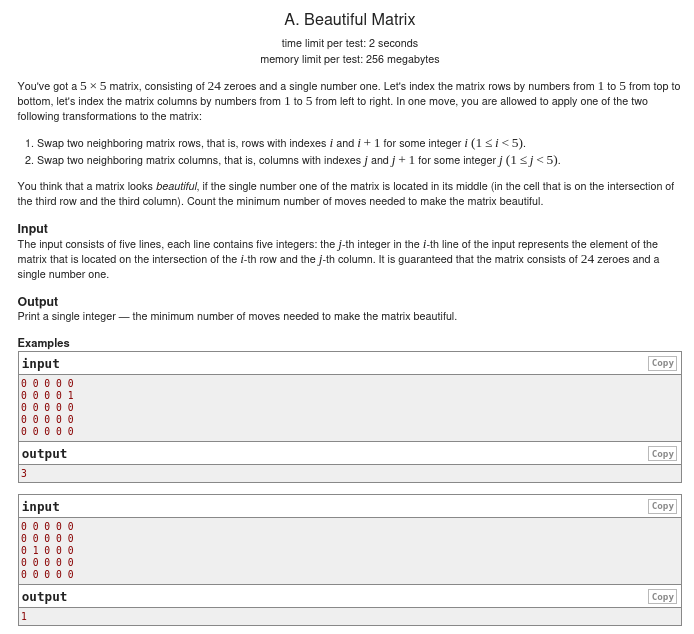 A. Beautiful Matrix
time limit per test: 2 seconds
memory limit per test: 256 megabytes
You've got a 5 × 5 matrix, consisting of 24 zeroes and a single number one. Let's index the matrix rows by numbers from 1 to 5 from top to
bottom, let's index the matrix columns by numbers from 1 to 5 from left to right. In one move, you are allowed to apply one of the two
following transformations to the matrix:
1. Swap two neighboring matrix rows, that is, rows with indexes i and i + 1 for some integer i (1 ≤ i < 5).
2. Swap two neighboring matrix columns, that is, columns with indexes j and j + 1 for some integer j (1 ≤ j < 5).
You think that a matrix looks beautiful, if the single number one of the matrix is located in its middle (in the cell that is on the intersection of
the third row and the third column). Count the minimum number of moves needed to make the matrix beautiful.
Input
The input consists of five lines, each line contains five integers: the j-th integer in the i-th line of the input represents the element of the
matrix that is located on the intersection of the i-th row and the j-th column. It is guaranteed that the matrix consists of 24 zeroes and a
single number one.
Output
Print a single integer — the minimum number of moves needed to make the matrix beautiful.
Examples
input Copy
0 0 0 0 0
0 0 0 0 1
0 0 0 0 0
0 0 0 0 0
0 0 0 0 0
output Copy
3
input Copy
0 0 0 0 0
0 0 0 0 0
0 1 0 0 0
0 0 0 0 0
0 0 0 0 0
output Copy
1